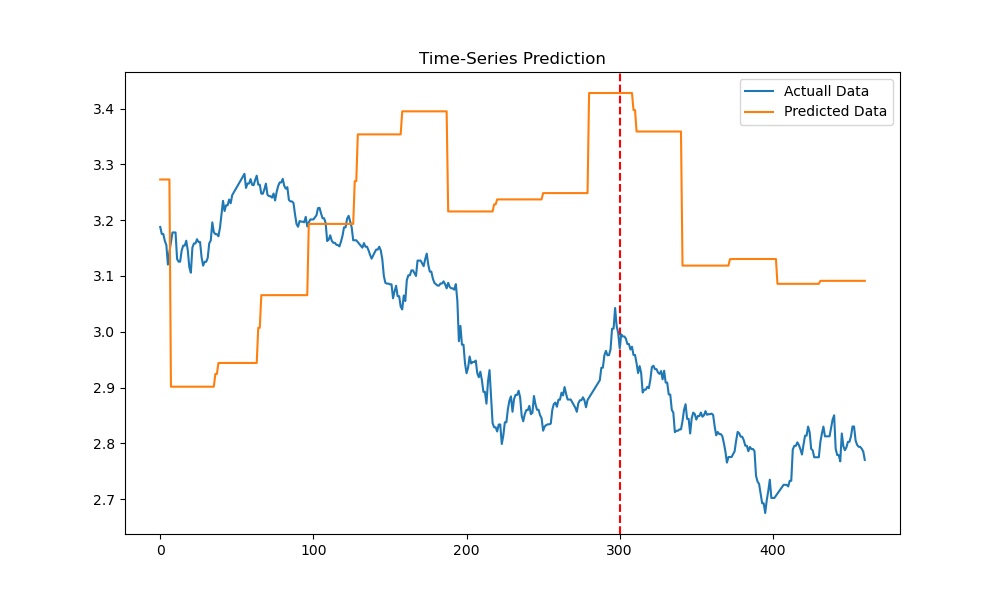 Time-Series Prediction
Actuall Data
Predicted Data
3.4
3.3
3.2
3.1
3.0
2.9
2.8
2.7
0 100 200 300 400